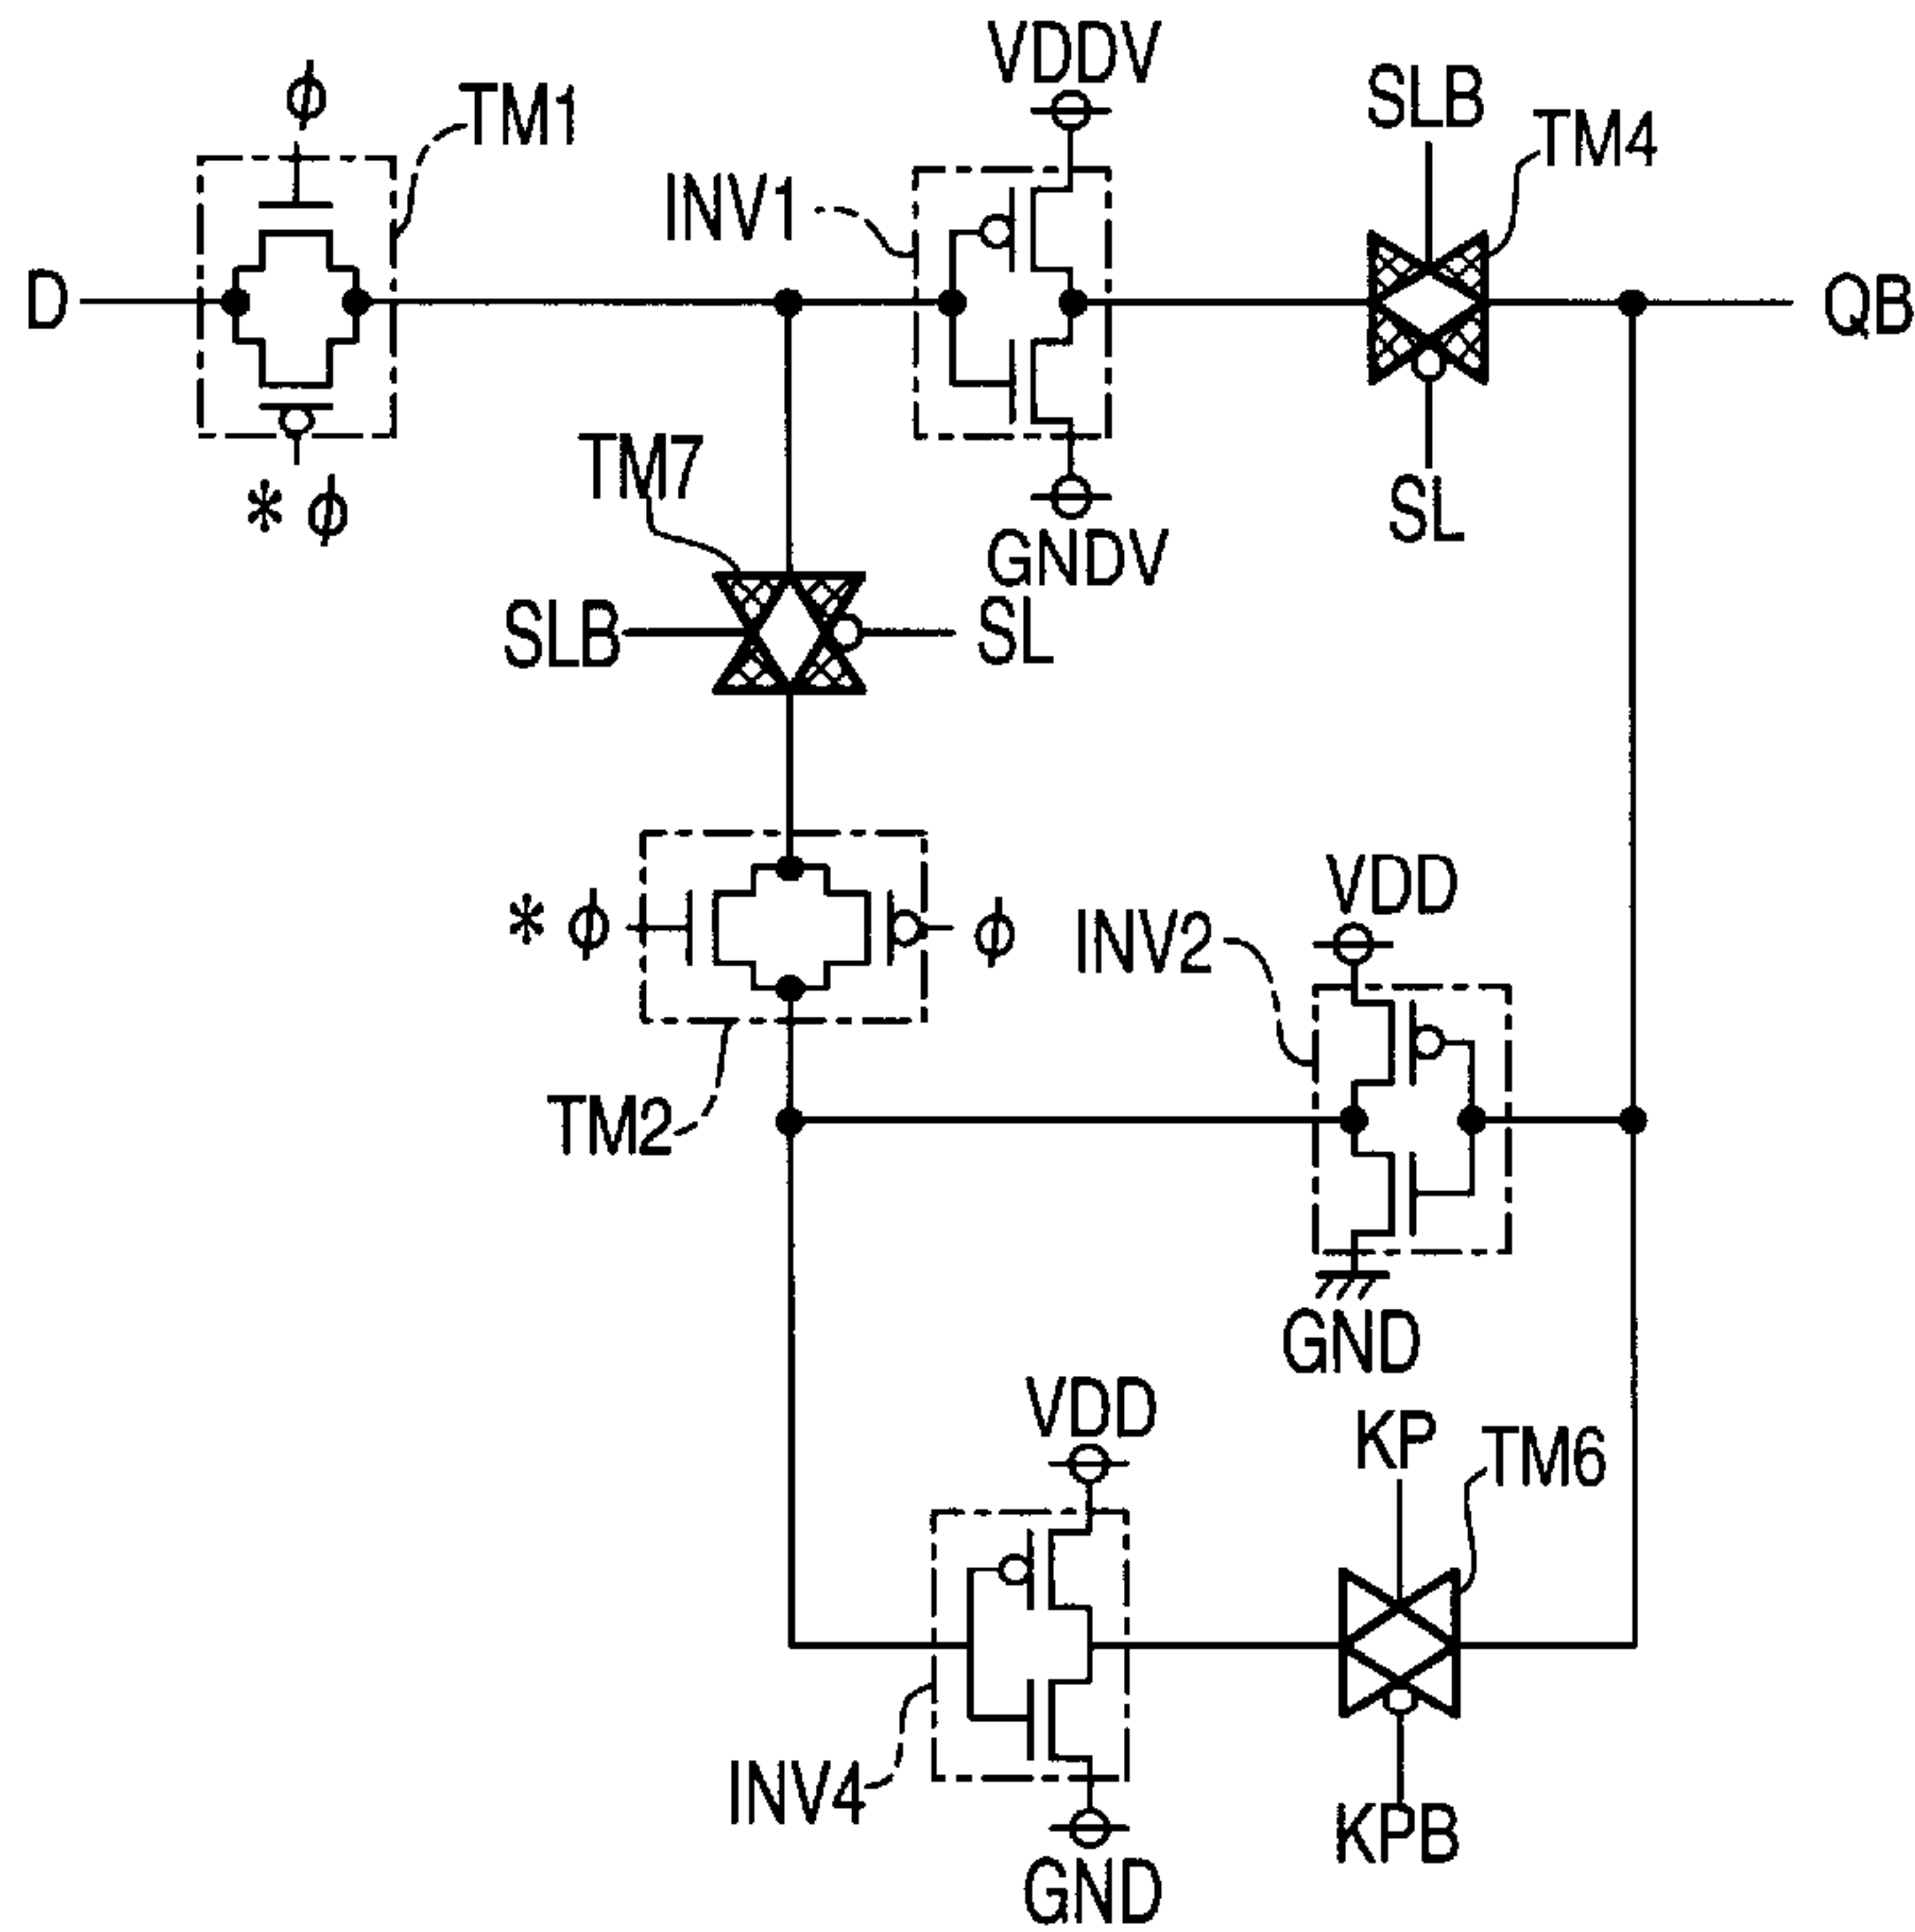 VDDV
ϕ
TM1
SLB
TM4
INV1
D
QB
* ϕ
TM7
SL
GNDV
SLB
SL
* ϕ
ϕ
VDD
INV2
TM2
GND
VDD
KP
TM6
INV4
KPB
GND